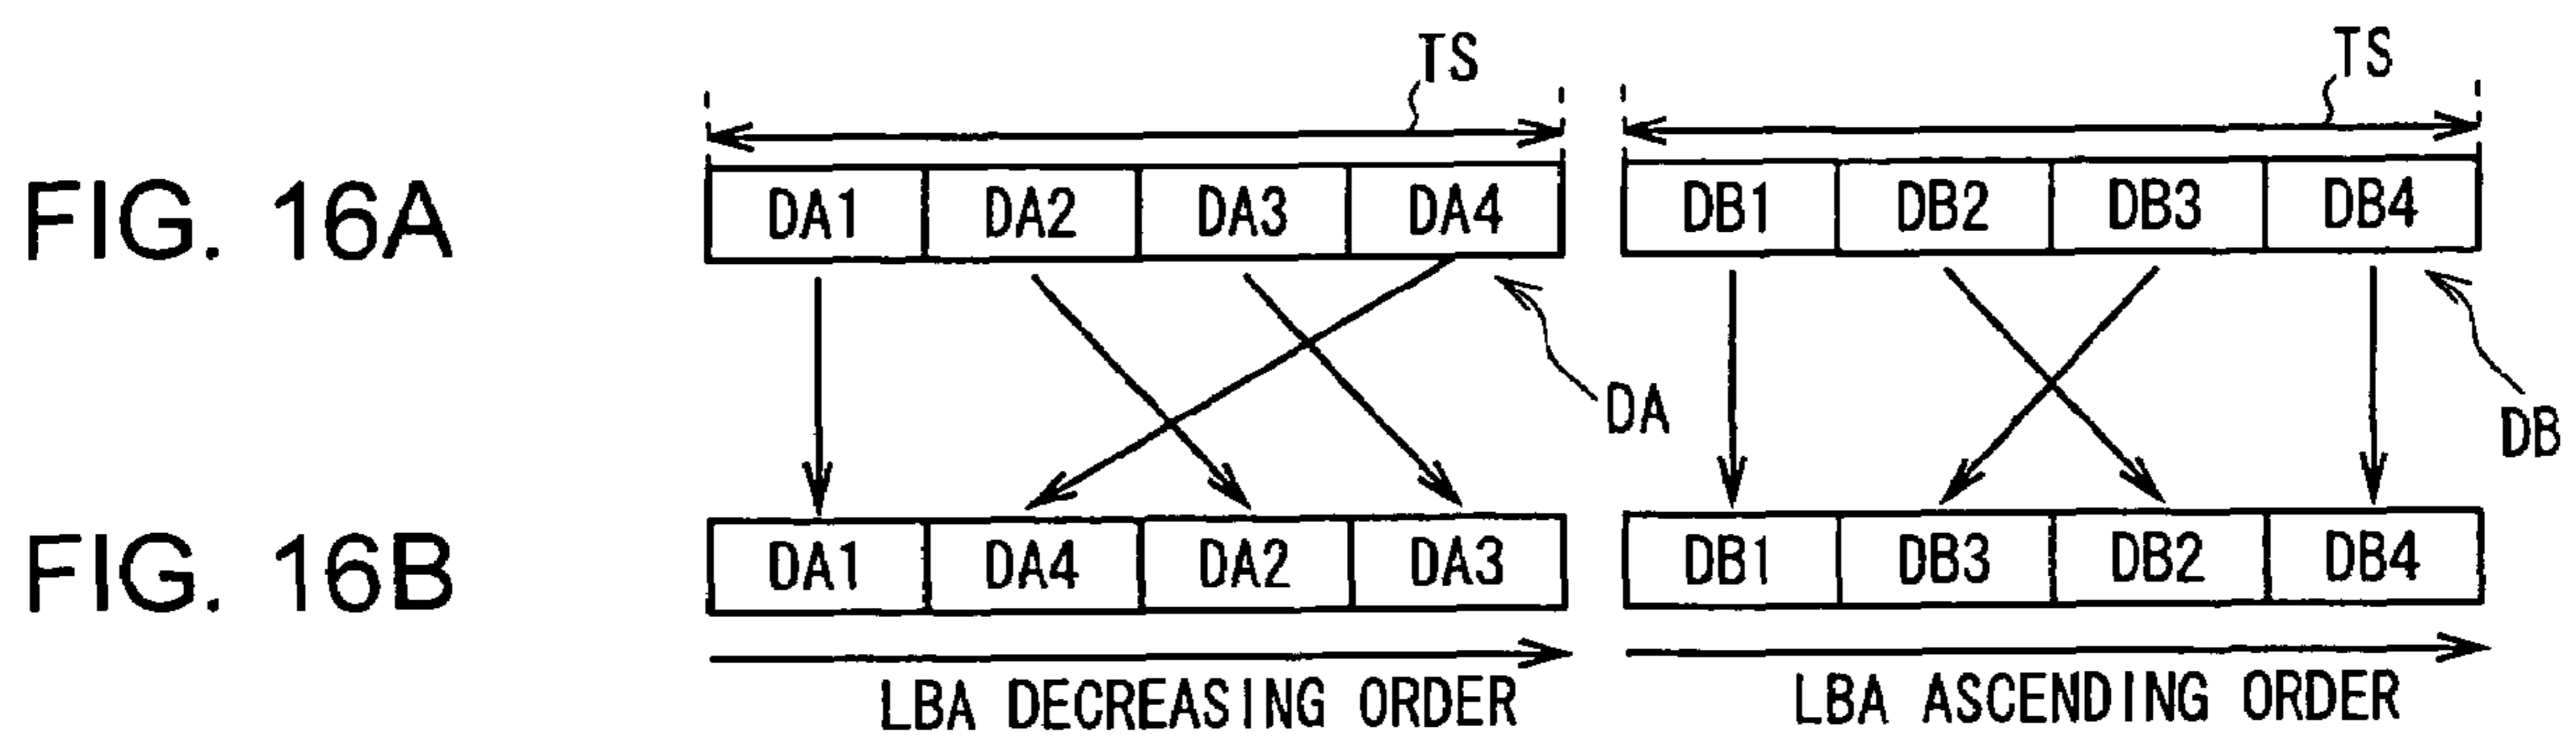 TS TS
FIG. 16A DA1 DA2 DA3 DA4 DB1 DB2 DB3 DB4
DA DB
FIG. 16B DA1 DA4 DA2 DA3 DB1 DB3 DB2 DB4
LBA DECREASING ORDER LBA ASCENDING ORDER